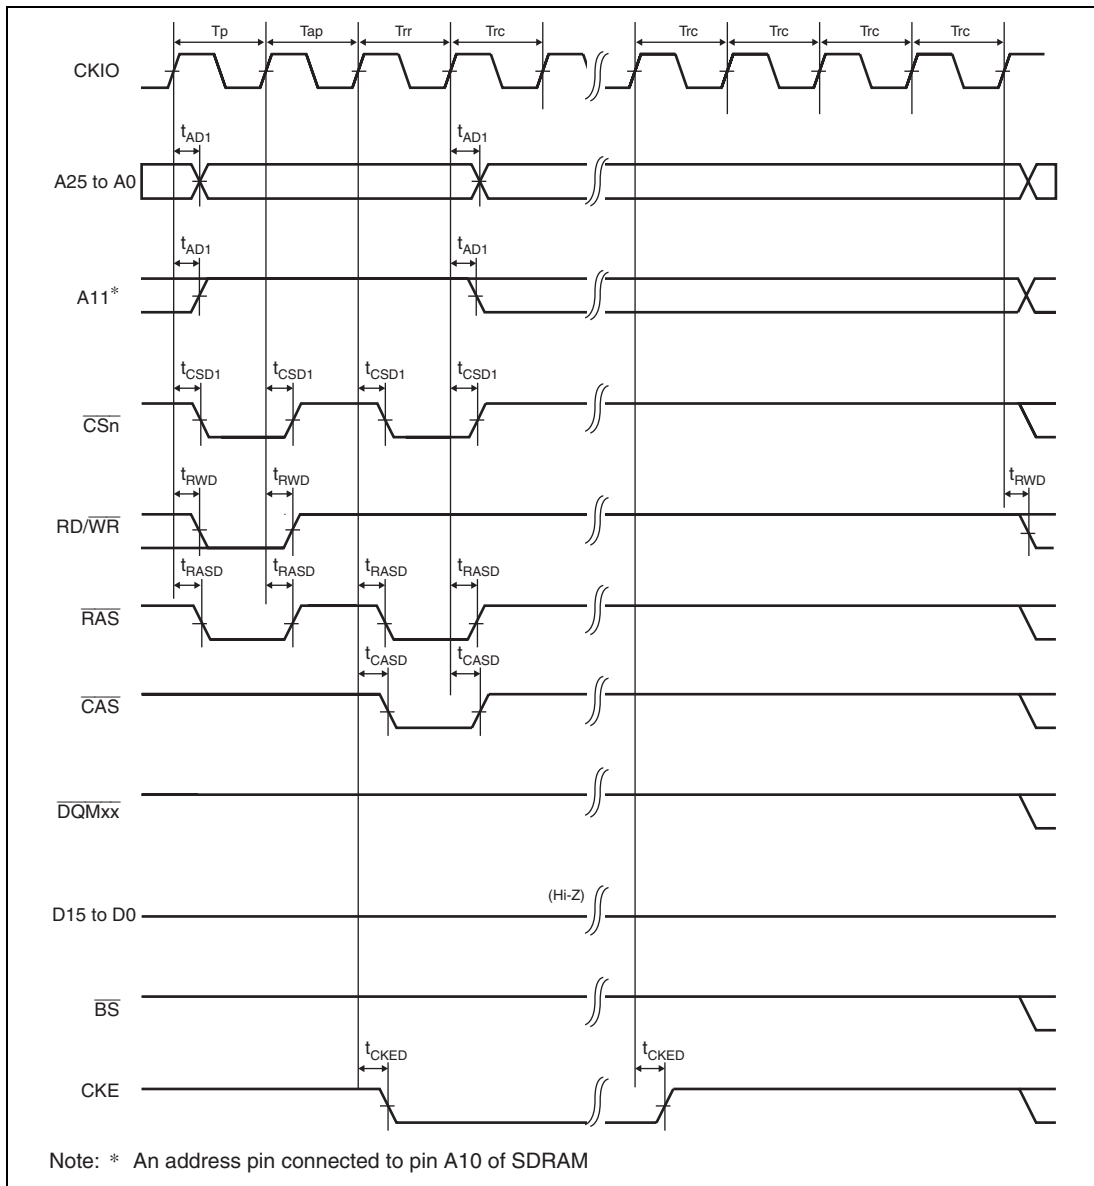 Tp Tap Trr Trc Trc Trc Trc Trc
CKIO
tAD1 tAD1
A25 to A0
tAD1 tAD1
A11*
tCSD1 tCSD1 tCSD1 tCSD1
CSn
tRWD tRWD tRWD
RD/WR
tRASD tRASD tRASD tRASD
RAS
tCASD tCASD
CAS
DQMxx
(Hi-Z)
D15 to D0
BS
tCKED tCKED
CKE
Note: * An address pin connected to pin A10 of SDRAM